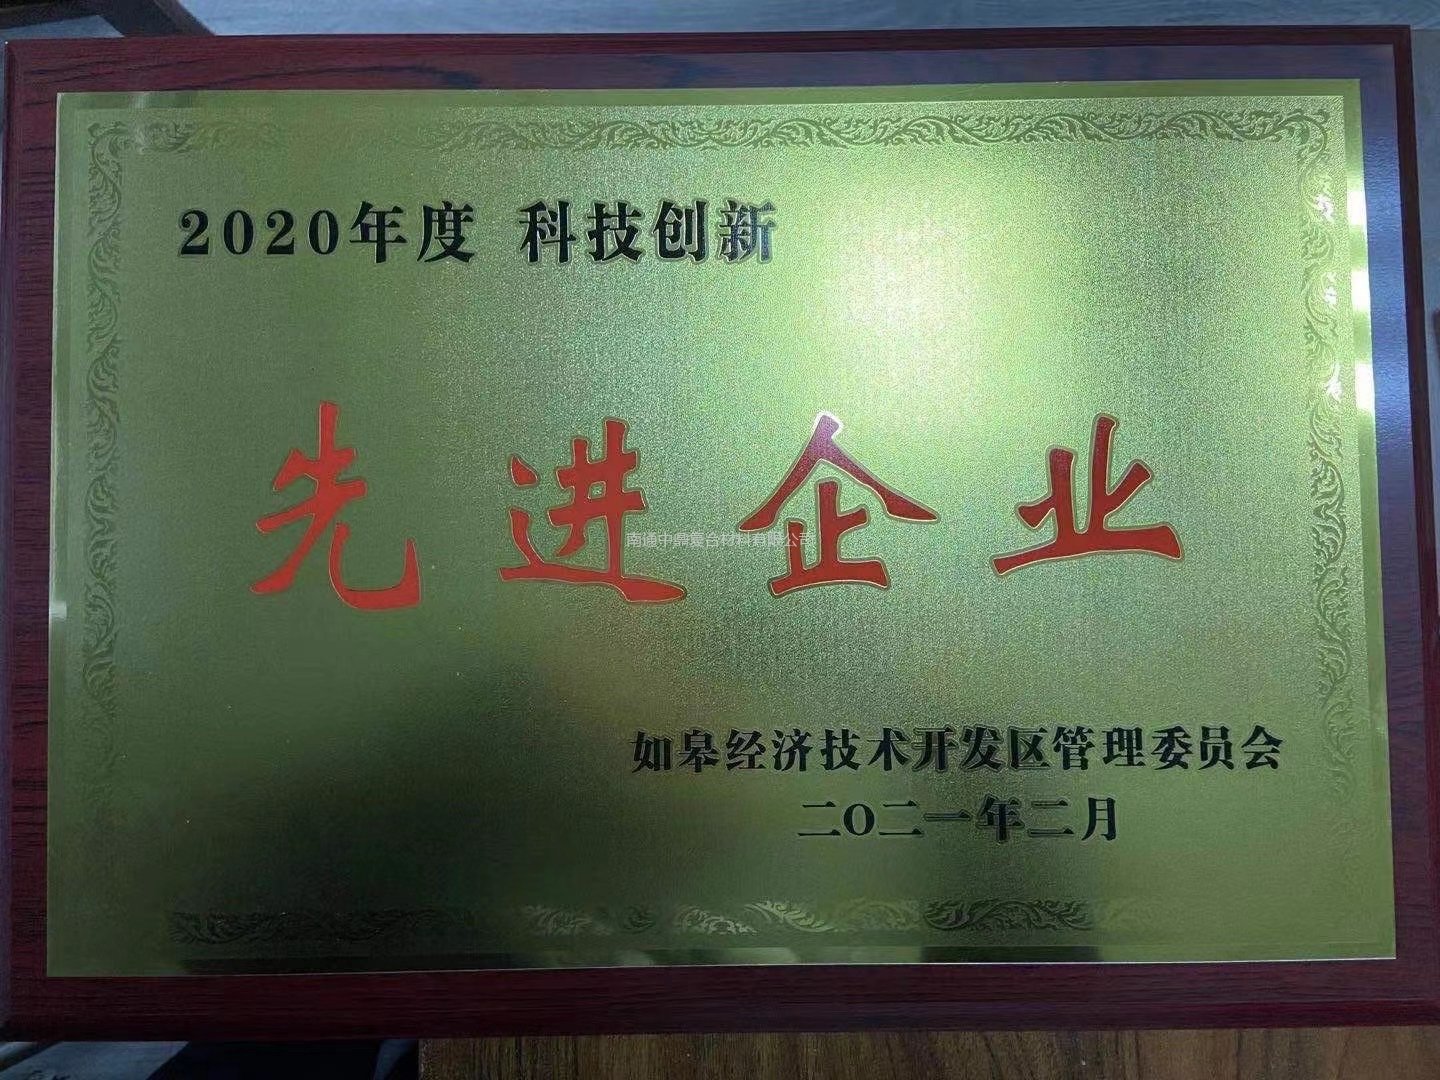 2020年度 科技创新
先进企业
南通中鼎复合材料有限公司
如皋经济技术开发区管理委员会
二O二一年二月